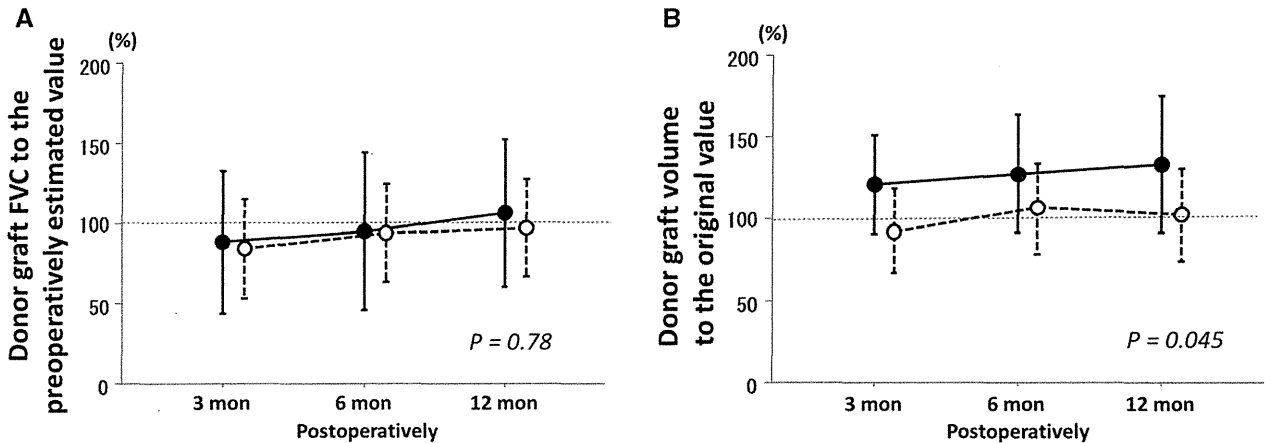 A
(%)
Donor graft FVC to the
preoperatively estimated value
200
150
100
50
0
P = 0.78
3 mon
6 mon
12 mon
Postoperatively
B
(%)
Donor graft volume
to the original value
200
150
100
50
0
P = 0.045
3 mon
6 mon
12 mon
Postoperatively